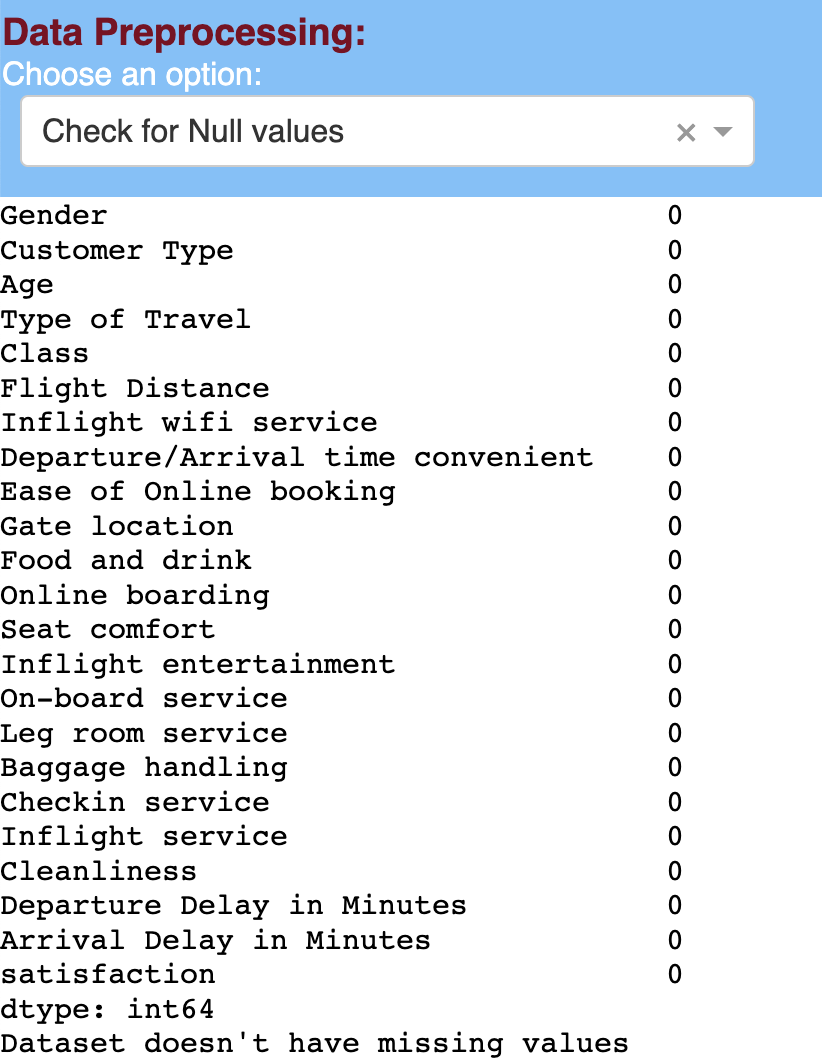 Data Preprocessing:
Choose an option:
Check for Null values
Gender 0
Customer Type 0
Age 0
Type of Travel 0
Class 0
Flight Distance 0
Inflight wifi service 0
Departure/Arrival time convenient 0
Ease of Online booking 0
Gate location 0
Food and drink 0
Online boarding 0
Seat comfort 0
Inflight entertainment 0
On-board service 0
Leg room service 0
Baggage handling 0
Checkin service 0
Inflight service 0
Cleanliness 0
Departure Delay in Minutes 0
Arrival Delay in Minutes 0
satisfaction 0
dtype: int64
Dataset doesn't have missing values